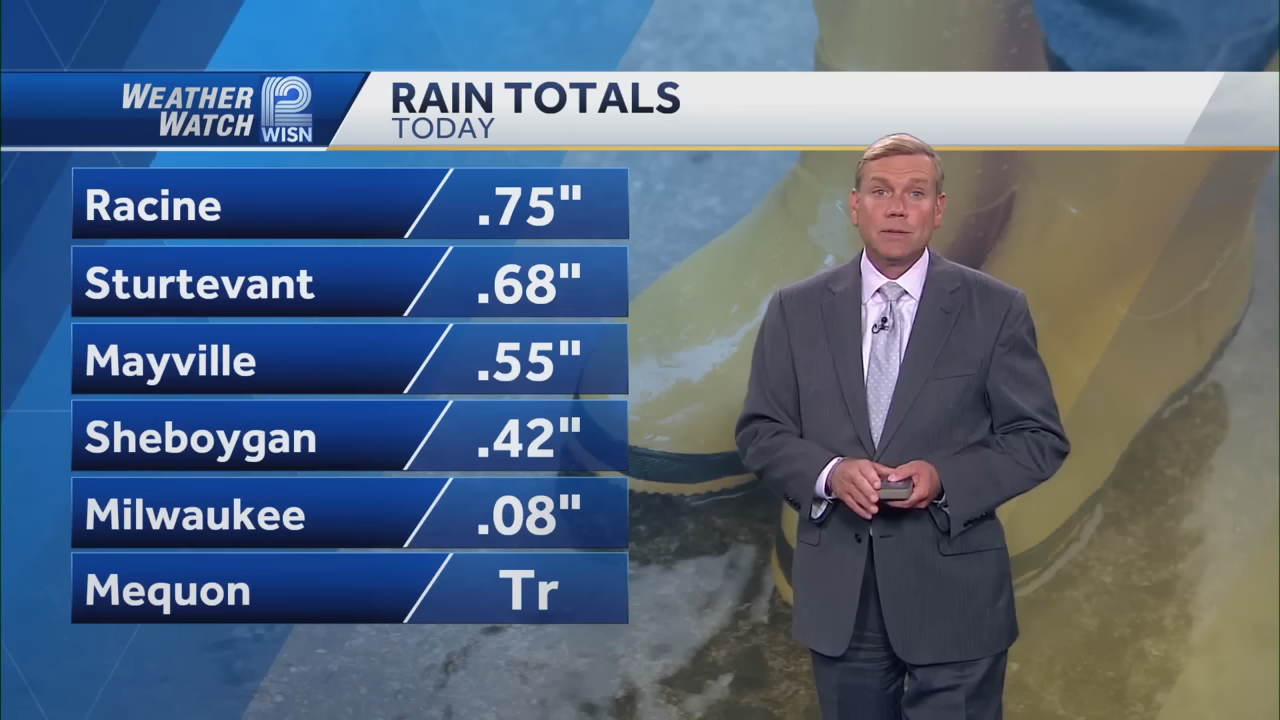 WEATHER
WATCH
12
WISN
RAIN TOTALS
TODAY
Racine .75"
Sturtevant .68"
Mayville .55"
Sheboygan .42"
Milwaukee .08"
Mequon Tr